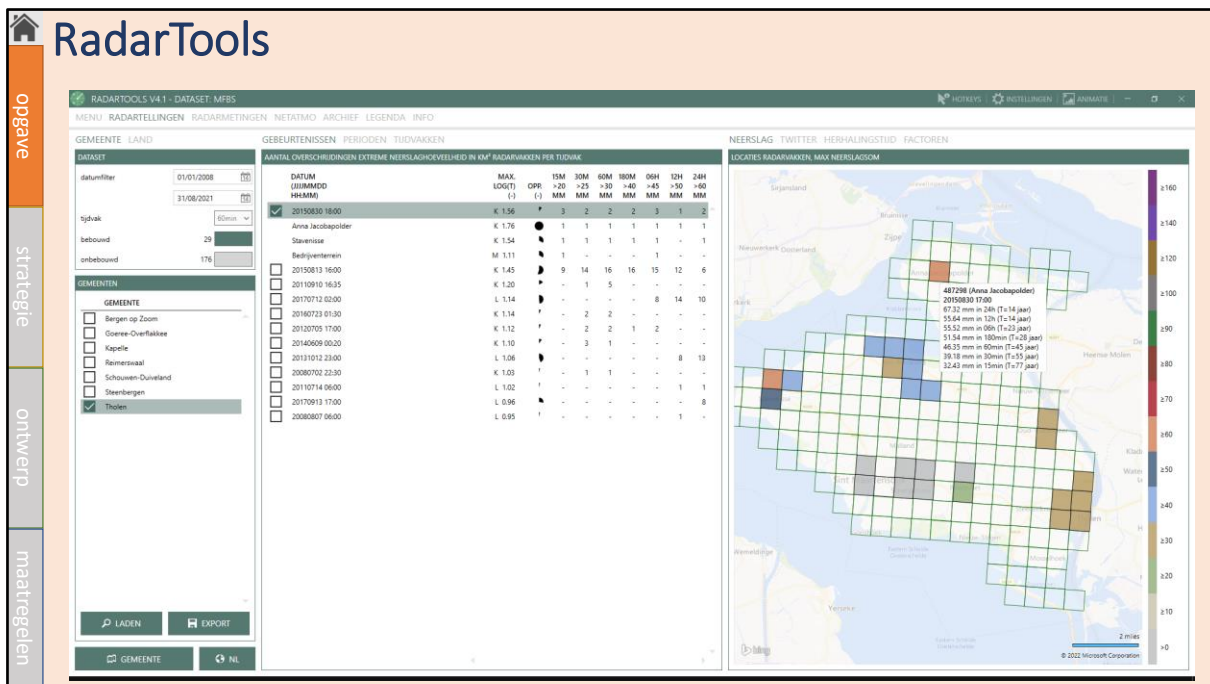 RadarTools
opgave
strategie
ontwerp
maatregelen
RADARTOOLS V4.1 - DATASET: MFBS
HOTKEYS INSTELLINGEN ANIMATIE
MENU RADARTELLINGEN RADARMETINGEN NETATMO ARCHIEF LEGENDA INFO
GEMEENTE LAND
DATASET
datumfilter 01/01/2008
31/08/2021
tijdvak 60min
bebouwd 29
onbebouwd 176
GEMEENTEN
GEMEENTE
Bergen op Zoom
Goeree-Overflakkee
Kapelle
Reimerswaal
Schouwen-Duiveland
Steenbergen
Tholen
LADEN EXPORT
GEMEENTE NL
GEBEURTENISSEN PERIODEN TIJDVAKKEN
AANTAL OVERSCHRIJDINGEN EXTREME NEERSLAGHOEVEELHEID IN KM² RADARVAKKEN PER TIJDVAK
DATUM MAX. 15M 30M 60M 180M 06H 12H 24H
(JJJJMMDD LOG(T) OPP. >20 >25 >30 >40 >45 >50 >60
HH:MM) (-) (-) MM MM MM MM MM MM MM
20150830 18:00 K 1.56 3 2 2 2 3 1 2
Anna Jacobapolder K 1.76 1 1 1 1 1 1 1
Stavenisse K 1.54 1 1 1 1 1 - 1
Bedrijventerrein M 1.11 1 - - - 1 - -
20150813 16:00 K 1.45 9 14 16 16 15 12 6
20110910 16:35 K 1.20 - 1 5 - - - -
20170712 02:00 L 1.14 - - - - 8 14 10
20160723 01:30 K 1.14 - 2 2 - - - -
20120705 17:00 K 1.12 - 2 2 1 2 - -
20140609 00:20 K 1.10 - 3 1 - - - -
20131012 23:00 L 1.06 - - - - - 8 13
20080702 22:30 K 1.03 - 1 1 - - - -
20110714 06:00 L 1.02 - - - - - 1 1
20170913 17:00 L 0.96 - - - - - - 8
20080807 06:00 L 0.95 - - - - - 1 -
NEERSLAG TWITTER HERHALINGSTIJD FACTOREN
LOCATIES RADARVAKKEN, MAX NEERSLAGSOM
Sirjansland
Bruinisse
Zijpe
Nieuwerkerk Oosterland
Anna Jacobapolder
487298 (Anna Jacobapolder)
20150830 17:00
67.32 mm in 24h (T=14 jaar)
55.64 mm in 12h (T=14 jaar)
55.52 mm in 06h (T=23 jaar)
51.54 mm in 180min (T=28 jaar)
46.35 mm in 60min (T=45 jaar)
39.18 mm in 30min (T=55 jaar)
32.43 mm in 15min (T=77 jaar)
Heense Molen
Wemeldinge
Yerseke
bing
2 miles
© 2022 Microsoft Corporation
≥160
≥140
≥120
≥100
≥90
≥80
≥70
≥60
≥50
≥40
≥30
≥20
≥10
>0